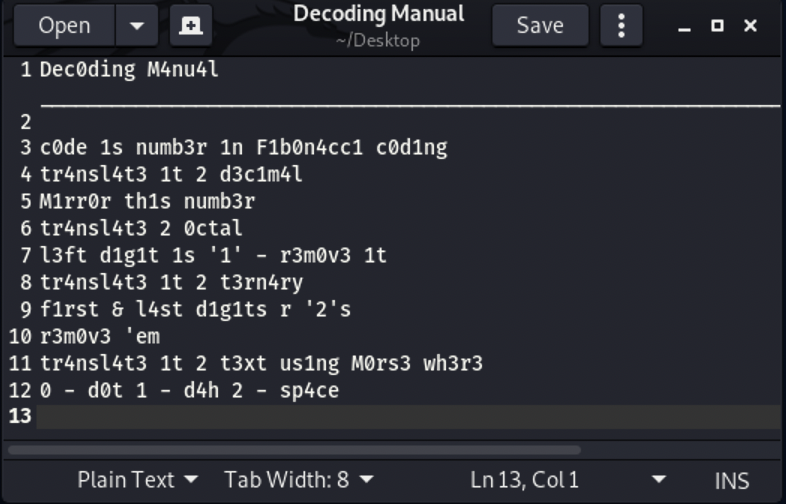 Open
Decoding Manual
~/Desktop
Save
1 Dec0ding M4nu4l
2
3 c0de 1s numb3r 1n F1b0n4cc1 c0d1ng
4 tr4nsl4t3 1t 2 d3c1m4l
5 M1rr0r th1s numb3r
6 tr4nsl4t3 2 0ctal
7 l3ft d1g1t 1s '1' - r3m0v3 1t
8 tr4nsl4t3 1t 2 t3rn4ry
9 f1rst & l4st d1g1ts r '2's
10 r3m0v3 'em
11 tr4nsl4t3 1t 2 t3xt us1ng M0rs3 wh3r3
12 0 - d0t 1 - d4h 2 - sp4ce
13
Plain Text Tab Width: 8 Ln 13, Col 1 INS